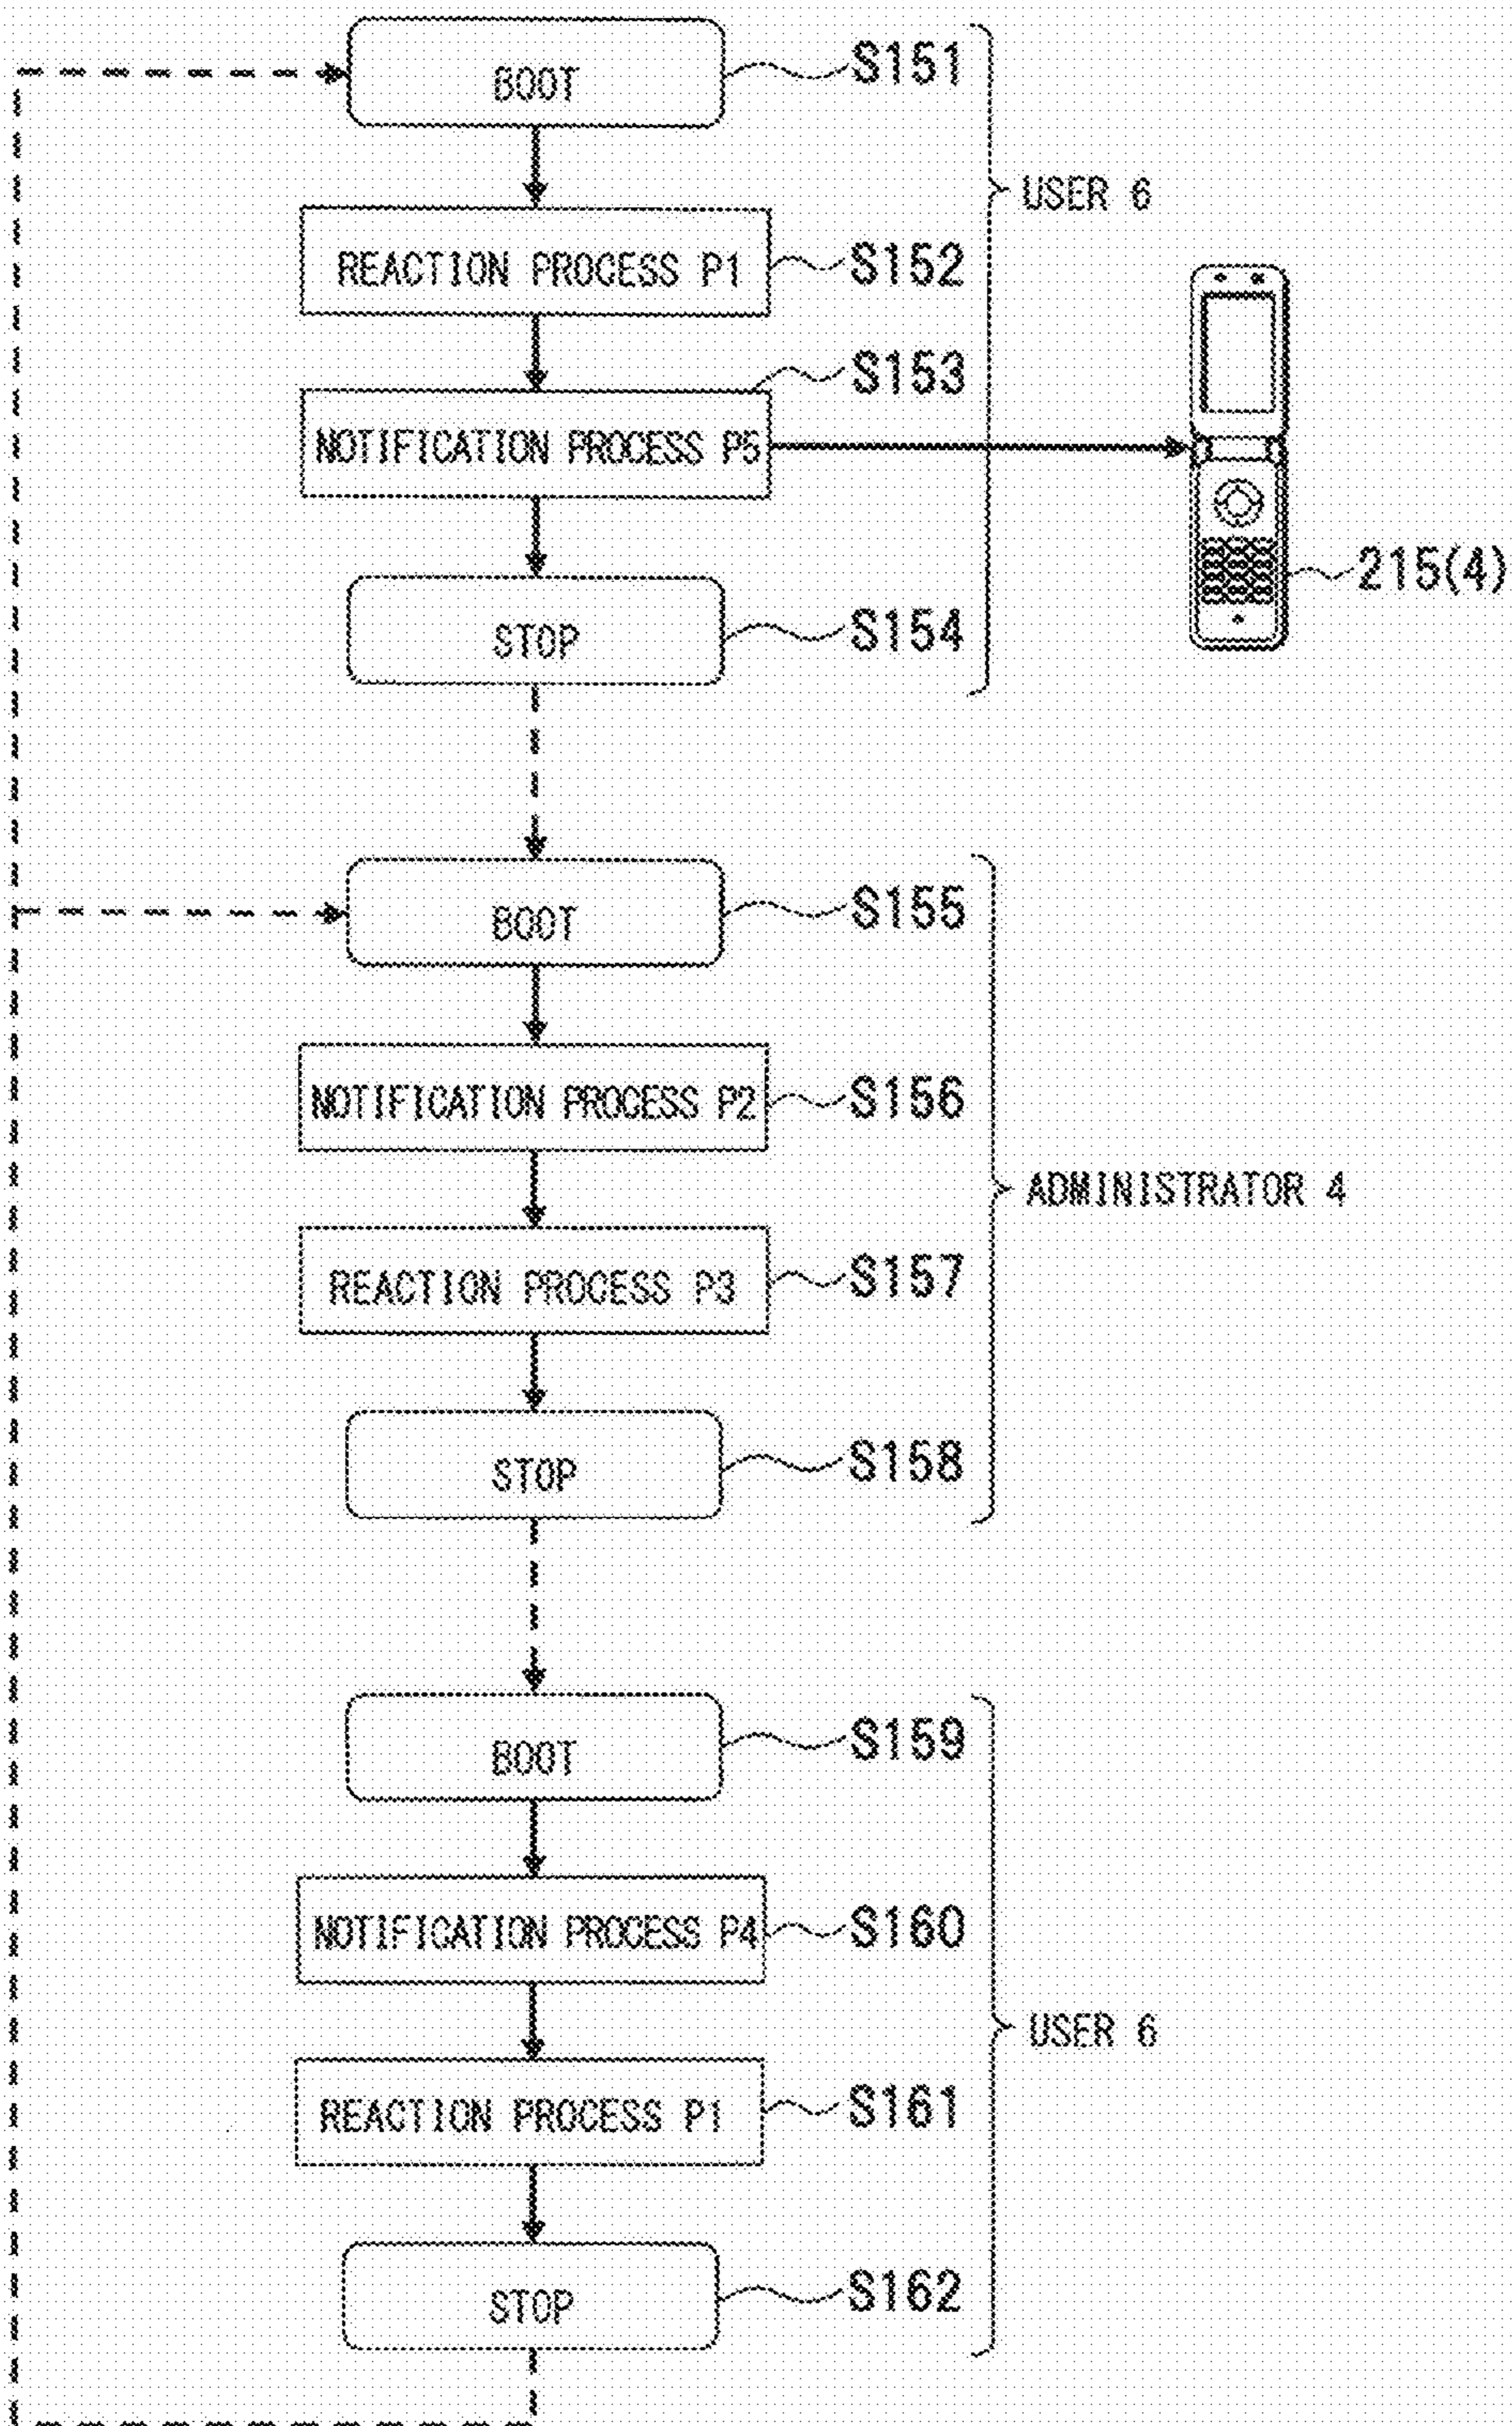 BOOT S151
USER 6
REACTION PROCESS P1 S152
S153
NOTIFICATION PROCESS P5
215(4)
STOP S154
BOOT S155
NOTIFICATION PROCESS P2 S156
ADMINISTRATOR 4
REACTION PROCESS P3 S157
STOP S158
BOOT S159
NOTIFICATION PROCESS P4 S160
USER 6
REACTION PROCESS P1 S161
STOP S162